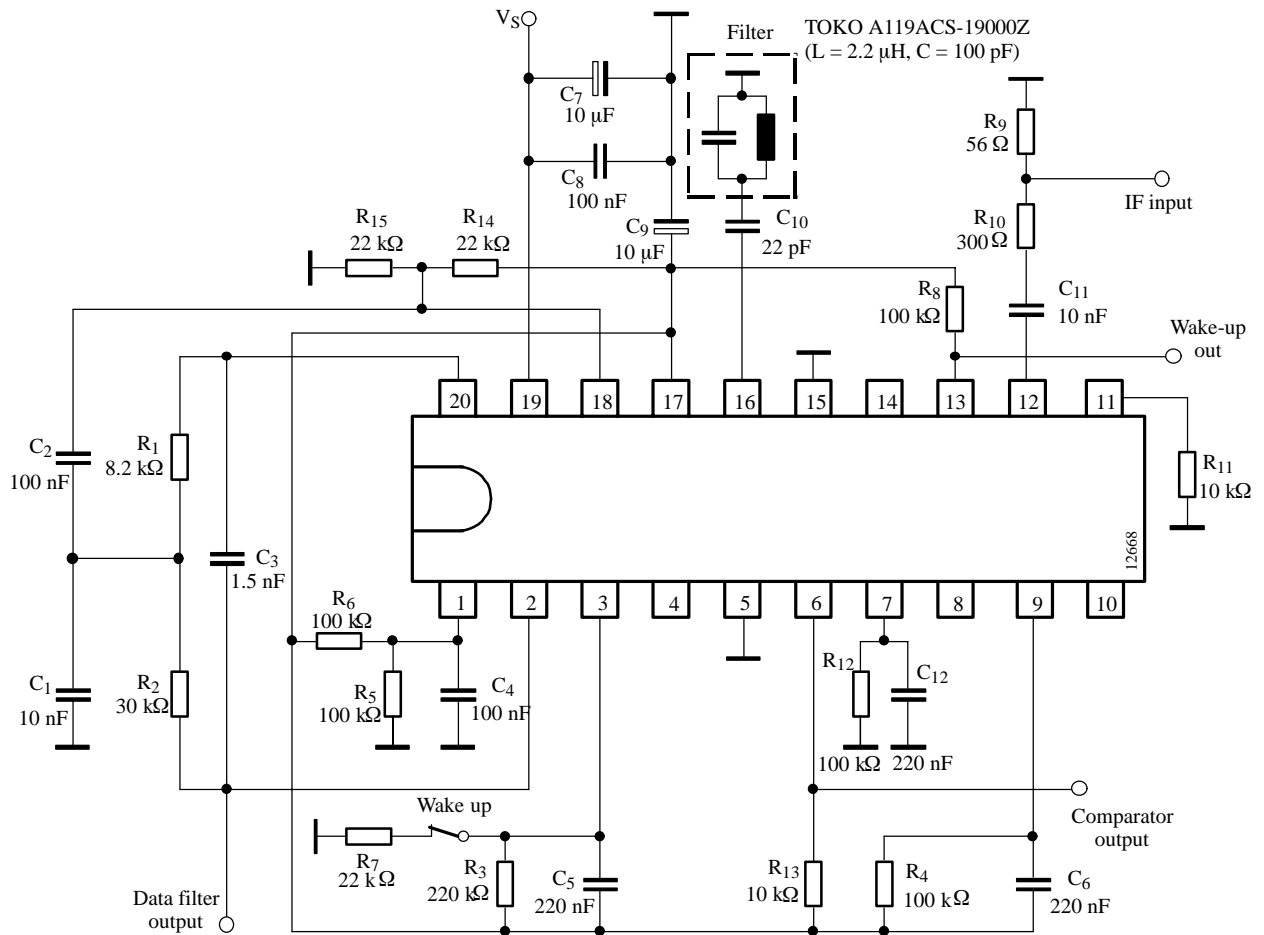 VS
Filter
TOKO A119ACS-19000Z
(L = 2.2 µH, C = 100 pF)
C7
10 µF
C8
100 nF
R9
56 Ω
IF input
R10
300Ω
R15
22 kΩ
R14
22 kΩ
C9
10 µF
C10
22 pF
R8
100 kΩ
C11
10 nF
Wake-up
out
20
19
18
17
16
15
14
13
12
11
C2
100 nF
R1
8.2 kΩ
R11
10 kΩ
C3
1.5 nF
12668
1
2
3
4
5
6
7
8
9
10
R6
100 kΩ
C1
10 nF
R2
30 kΩ
R5
100 kΩ
C4
100 nF
R12
100 kΩ
C12
220 nF
Wake up
Comparator
output
R7
22 kΩ
R3
220 kΩ
C5
220 nF
R13
10 kΩ
R4
100 kΩ
C6
220 nF
Data filter
output